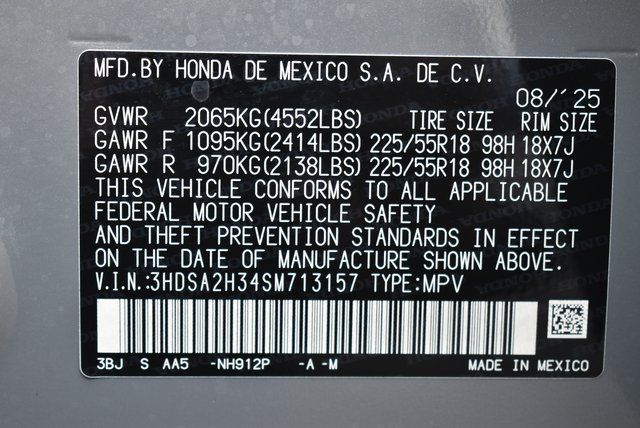 MFD.BY HONDA DE MEXICO S.A. DE C.V.
08/'25
GVWR 2065KG(4552LBS) TIRE SIZE RIM SIZE
GAWR F 1095KG(2414LBS) 225/55R18 98H 18X7J
GAWR R 970KG(2138LBS) 225/55R18 98H 18X7J
THIS VEHICLE CONFORMS TO ALL APPLICABLE
FEDERAL MOTOR VEHICLE SAFETY
AND THEFT PREVENTION STANDARDS IN EFFECT
ON THE DATE OF MANUFACTURE SHOWN ABOVE.
V.I.N.:3HDSA2H34SM713157 TYPE:MPV
3BJ S AA5 -NH912P -A -M MADE IN MEXICO